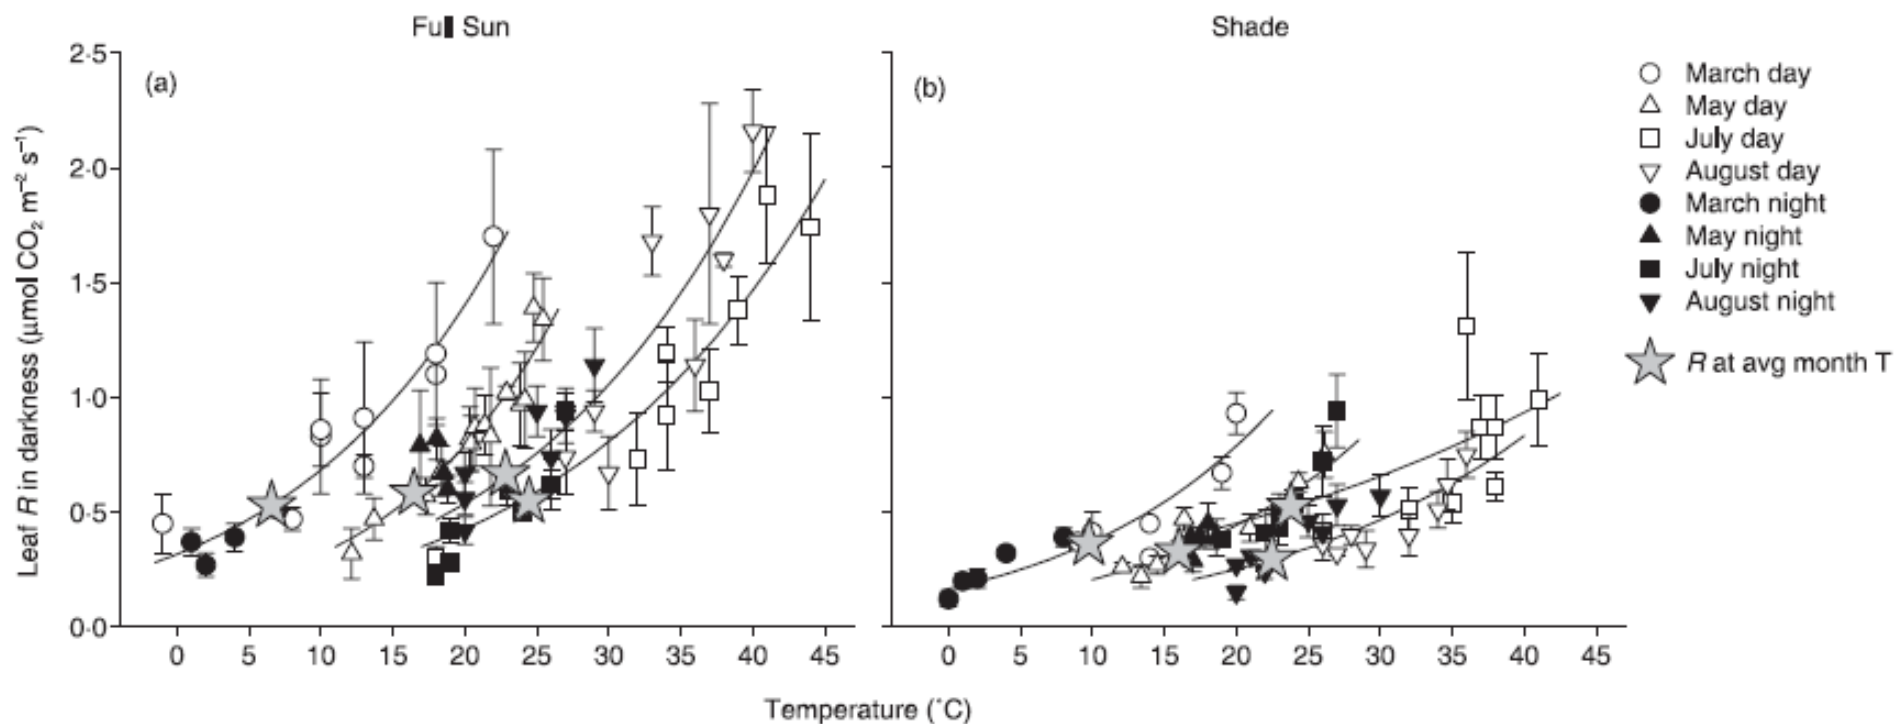 Full Sun
Shade
(a)
(b)
2·5
2·0
1·5
1·0
0·5
0·0
Leaf R in darkness (µmol CO₂ m⁻² s⁻¹)
0 5 10 15 20 25 30 35 40 45
0 5 10 15 20 25 30 35 40 45
Temperature (˚C)
March day
May day
July day
August day
March night
May night
July night
August night
R at avg month T